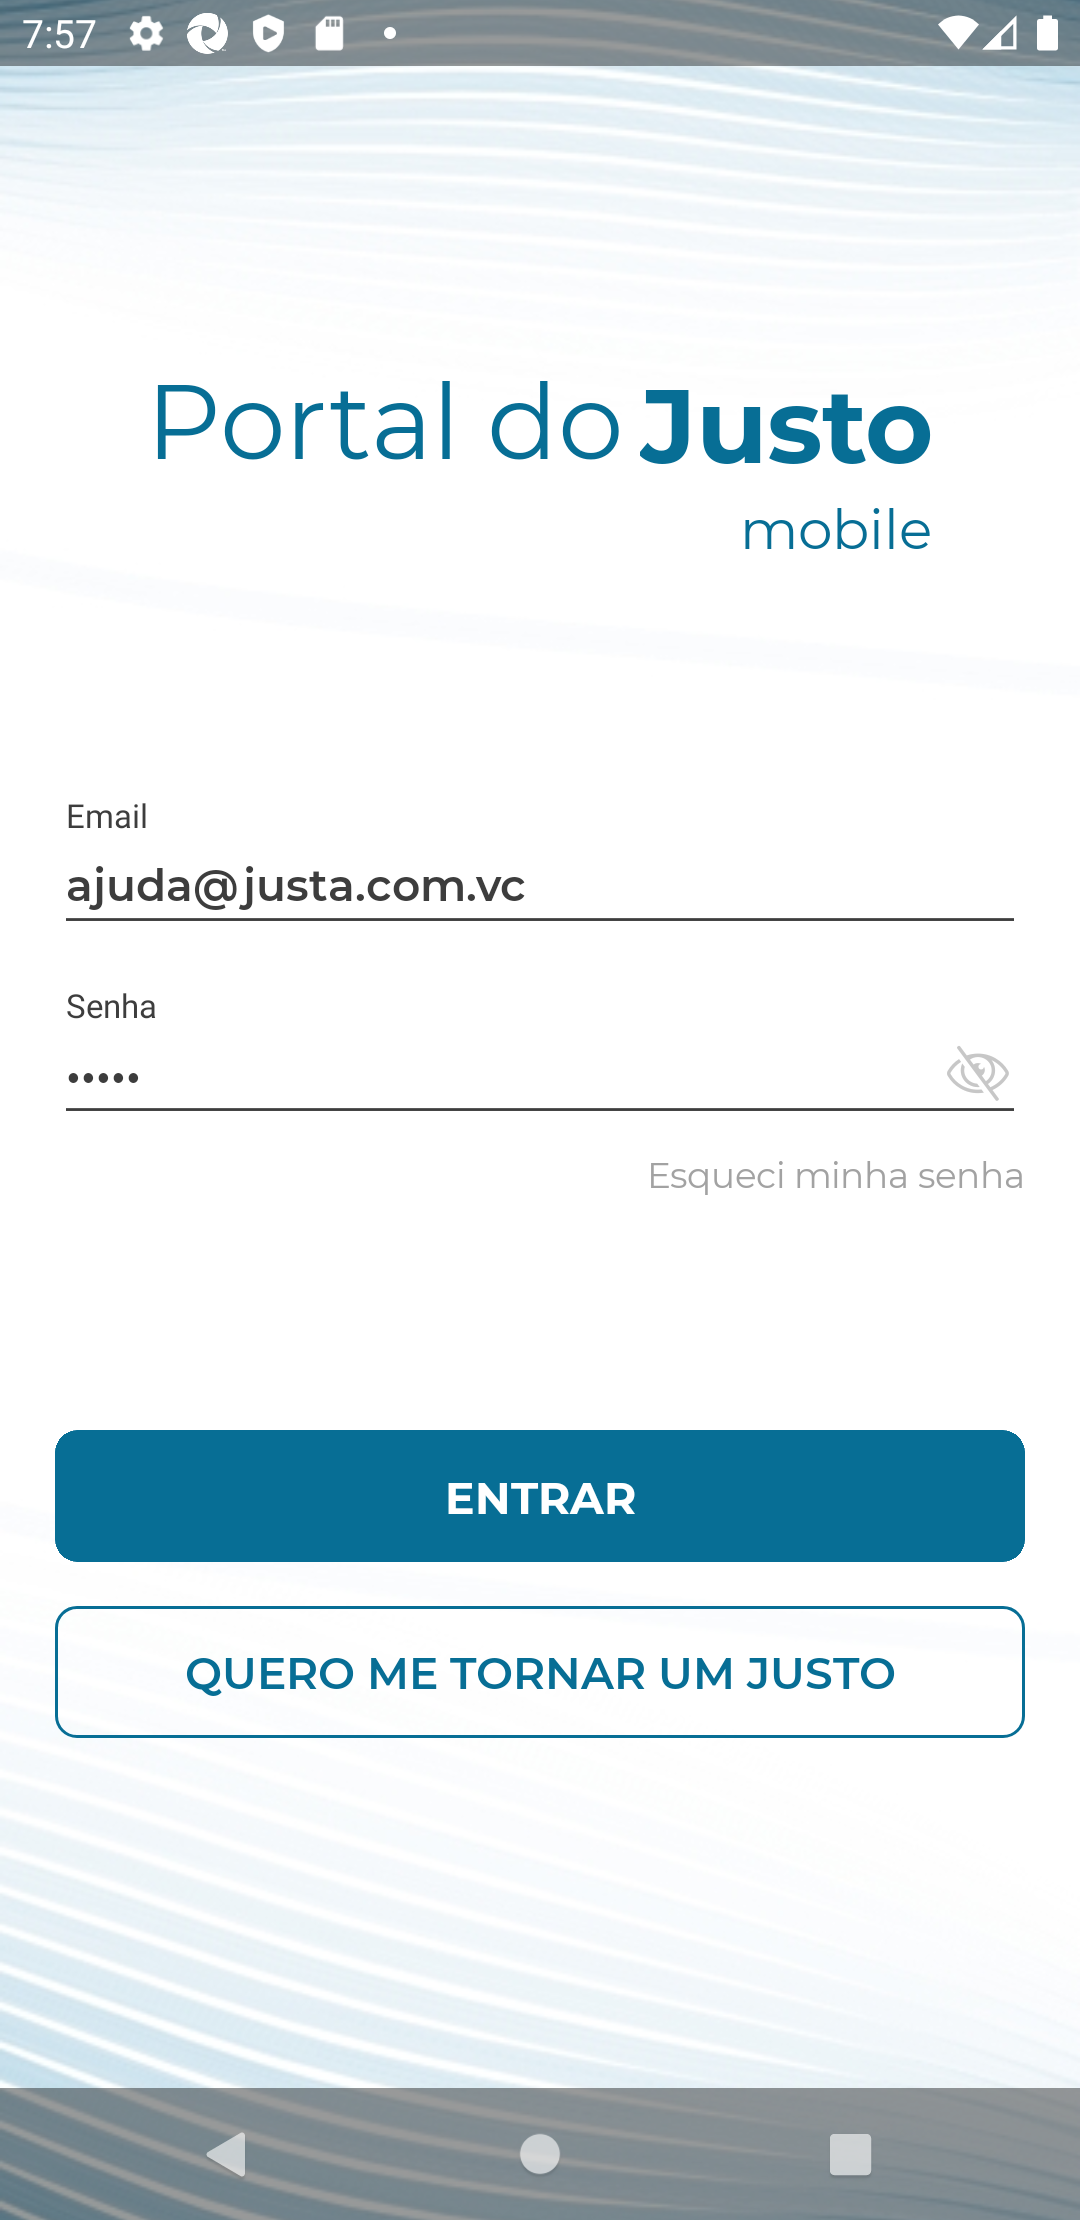 7:57
Portal do Justo
mobile
Email
ajuda@justa.com.vc
Senha
•••••
Esqueci minha senha
ENTRAR
QUERO ME TORNAR UM JUSTO